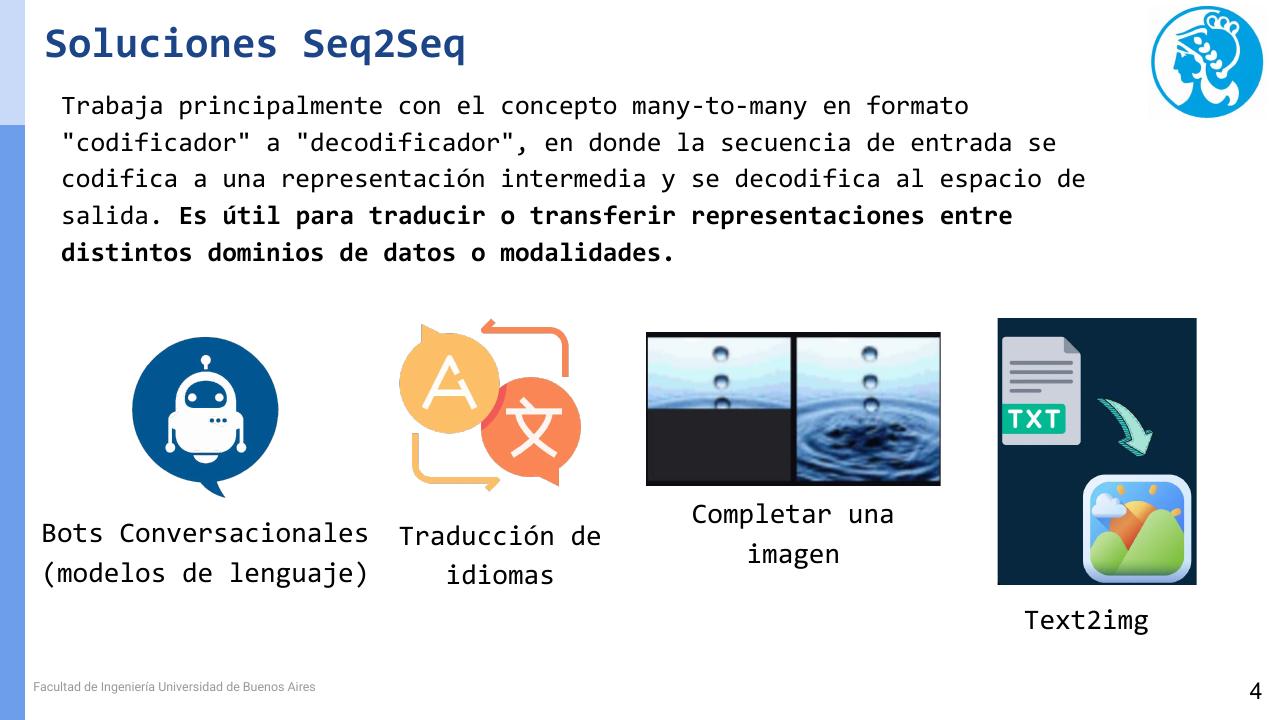 Soluciones Seq2Seq
Trabaja principalmente con el concepto many-to-many en formato
"codificador" a "decodificador", en donde la secuencia de entrada se
codifica a una representación intermedia y se decodifica al espacio de
salida. Es útil para traducir o transferir representaciones entre
distintos dominios de datos o modalidades.
A
文
TXT
Bots Conversacionales
(modelos de lenguaje)
Traducción de
idiomas
Completar una
imagen
Text2img
Facultad de Ingeniería Universidad de Buenos Aires
4